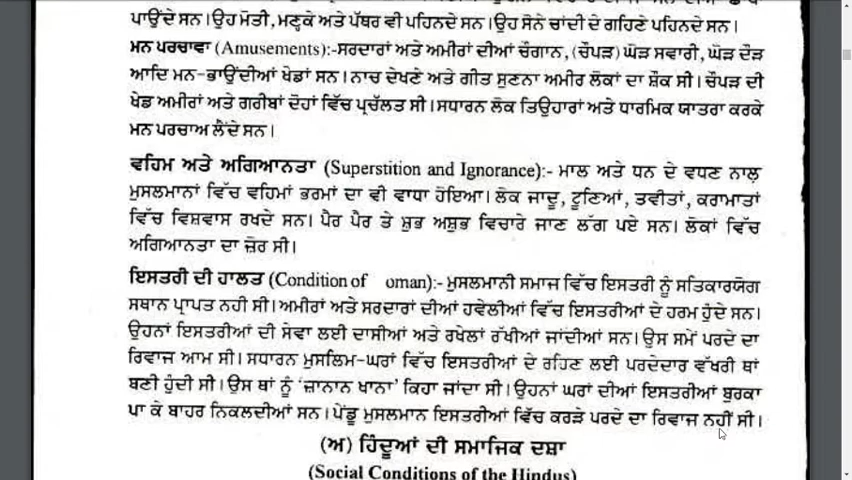 ਪਾਉਂਦੇ ਸਨ। ਉਹ ਮੋਤੀ, ਮਣ੍ਹਕੇ ਅਤੇ ਪੱਥਰ ਵੀ ਪਹਿਨਦੇ ਸਨ। ਉਹ ਸੋਨੇ ਚਾਂਦੀ ਦੇ ਗਹਿਣੇ ਪਹਿਨਦੇ ਸਨ।
ਮਨ ਪਰਚਾਵਾ (Amusements):-ਸਰਦਾਰਾਂ ਅਤੇ ਅਮੀਰਾਂ ਦੀਆਂ ਚੌਗਾਨ, (ਚੌਪੜ) ਘੋੜ ਸਵਾਰੀ, ਘੋੜ ਦੌੜ
ਆਦਿ ਮਨ-ਭਾਉਂਦੀਆਂ ਖੇਡਾਂ ਸਨ। ਨਾਚ ਦੇਖਣੇ ਅਤੇ ਗੀਤ ਸੁਣਨਾ ਅਮੀਰ ਲੋਕਾਂ ਦਾ ਸ਼ੌਕ ਸੀ। ਚੌਪੜ ਦੀ
ਖੇਡ ਅਮੀਰਾਂ ਅਤੇ ਗਰੀਬਾਂ ਦੋਹਾਂ ਵਿੱਚ ਪ੍ਰਚੱਲਤ ਸੀ। ਸਧਾਰਨ ਲੋਕ ਤਿਉਹਾਰਾਂ ਅਤੇ ਧਾਰਮਿਕ ਯਾਤਰਾ ਕਰਕੇ
ਮਨ ਪਰਚਾਅ ਲੈਂਦੇ ਸਨ।
ਵਹਿਮ ਅਤੇ ਅਗਿਆਨਤਾ (Superstition and Ignorance):- ਮਾਲ ਅਤੇ ਧਨ ਦੇ ਵਧਣ ਨਾਲ਼
ਮੁਸਲਮਾਨਾਂ ਵਿੱਚ ਵਹਿਮਾਂ ਭਰਮਾਂ ਦਾ ਵੀ ਵਾਧਾ ਹੋਇਆ। ਲੋਕ ਜਾਦੂ, ਟੂਣਿਆਂ, ਤਵੀਤਾਂ, ਕਰਾਮਾਤਾਂ
ਵਿੱਚ ਵਿਸ਼ਵਾਸ ਰਖਦੇ ਸਨ। ਪੈਰ ਪੈਰ ਤੇ ਸ਼ੁਭ ਅਸ਼ੁਭ ਵਿਚਾਰੇ ਜਾਣ ਲੱਗ ਪਏ ਸਨ। ਲੋਕਾਂ ਵਿੱਚ
ਅਗਿਆਨਤਾ ਦਾ ਜ਼ੋਰ ਸੀ।
ਇਸਤਰੀ ਦੀ ਹਾਲਤ (Condition of oman):- ਮੁਸਲਮਾਨੀ ਸਮਾਜ ਵਿੱਚ ਇਸਤਰੀ ਨੂੰ ਸਤਿਕਾਰਯੋਗ
ਸਥਾਨ ਪ੍ਰਾਪਤ ਨਹੀ ਸੀ। ਅਮੀਰਾਂ ਅਤੇ ਸਰਦਾਰਾਂ ਦੀਆਂ ਹਵੇਲੀਆਂ ਵਿੱਚ ਇਸਤਰੀਆਂ ਦੇ ਹਰਮ ਹੁੰਦੇ ਸਨ।
ਉਹਨਾਂ ਇਸਤਰੀਆਂ ਦੀ ਸੇਵਾ ਲਈ ਦਾਸੀਆਂ ਅਤੇ ਰਖੇਲਾਂ ਰੱਖੀਆਂ ਜਾਂਦੀਆਂ ਸਨ। ਉਸ ਸਮੇਂ ਪਰਦੇ ਦਾ
ਰਿਵਾਜ ਆਮ ਸੀ। ਸਧਾਰਨ ਮੁਸਲਿਮ-ਘਰਾਂ ਵਿੱਚ ਇਸਤਰੀਆਂ ਦੇ ਰਹਿਣ ਲਈ ਪਰਦੇਦਾਰ ਵੱਖਰੀ ਥਾਂ
ਬਣੀ ਹੁੰਦੀ ਸੀ। ਉਸ ਥਾਂ ਨੂੰ ‘ਜ਼ਾਨਾਨ ਖਾਨਾ’ ਕਿਹਾ ਜਾਂਦਾ ਸੀ। ਉਹਨਾਂ ਘਰਾਂ ਦੀਆਂ ਇਸਤਰੀਆਂ ਬੁਰਕਾ
ਪਾ ਕੇ ਬਾਹਰ ਨਿਕਲਦੀਆਂ ਸਨ। ਪੇਂਡੂ ਮੁਸਲਮਾਨ ਇਸਤਰੀਆਂ ਵਿੱਚ ਕਰੜੇ ਪਰਦੇ ਦਾ ਰਿਵਾਜ ਨਹੀਂ ਸੀ।
(ਅ) ਹਿੰਦੂਆਂ ਦੀ ਸਮਾਜਿਕ ਦਸ਼ਾ
(Social Conditions of the Hindus)